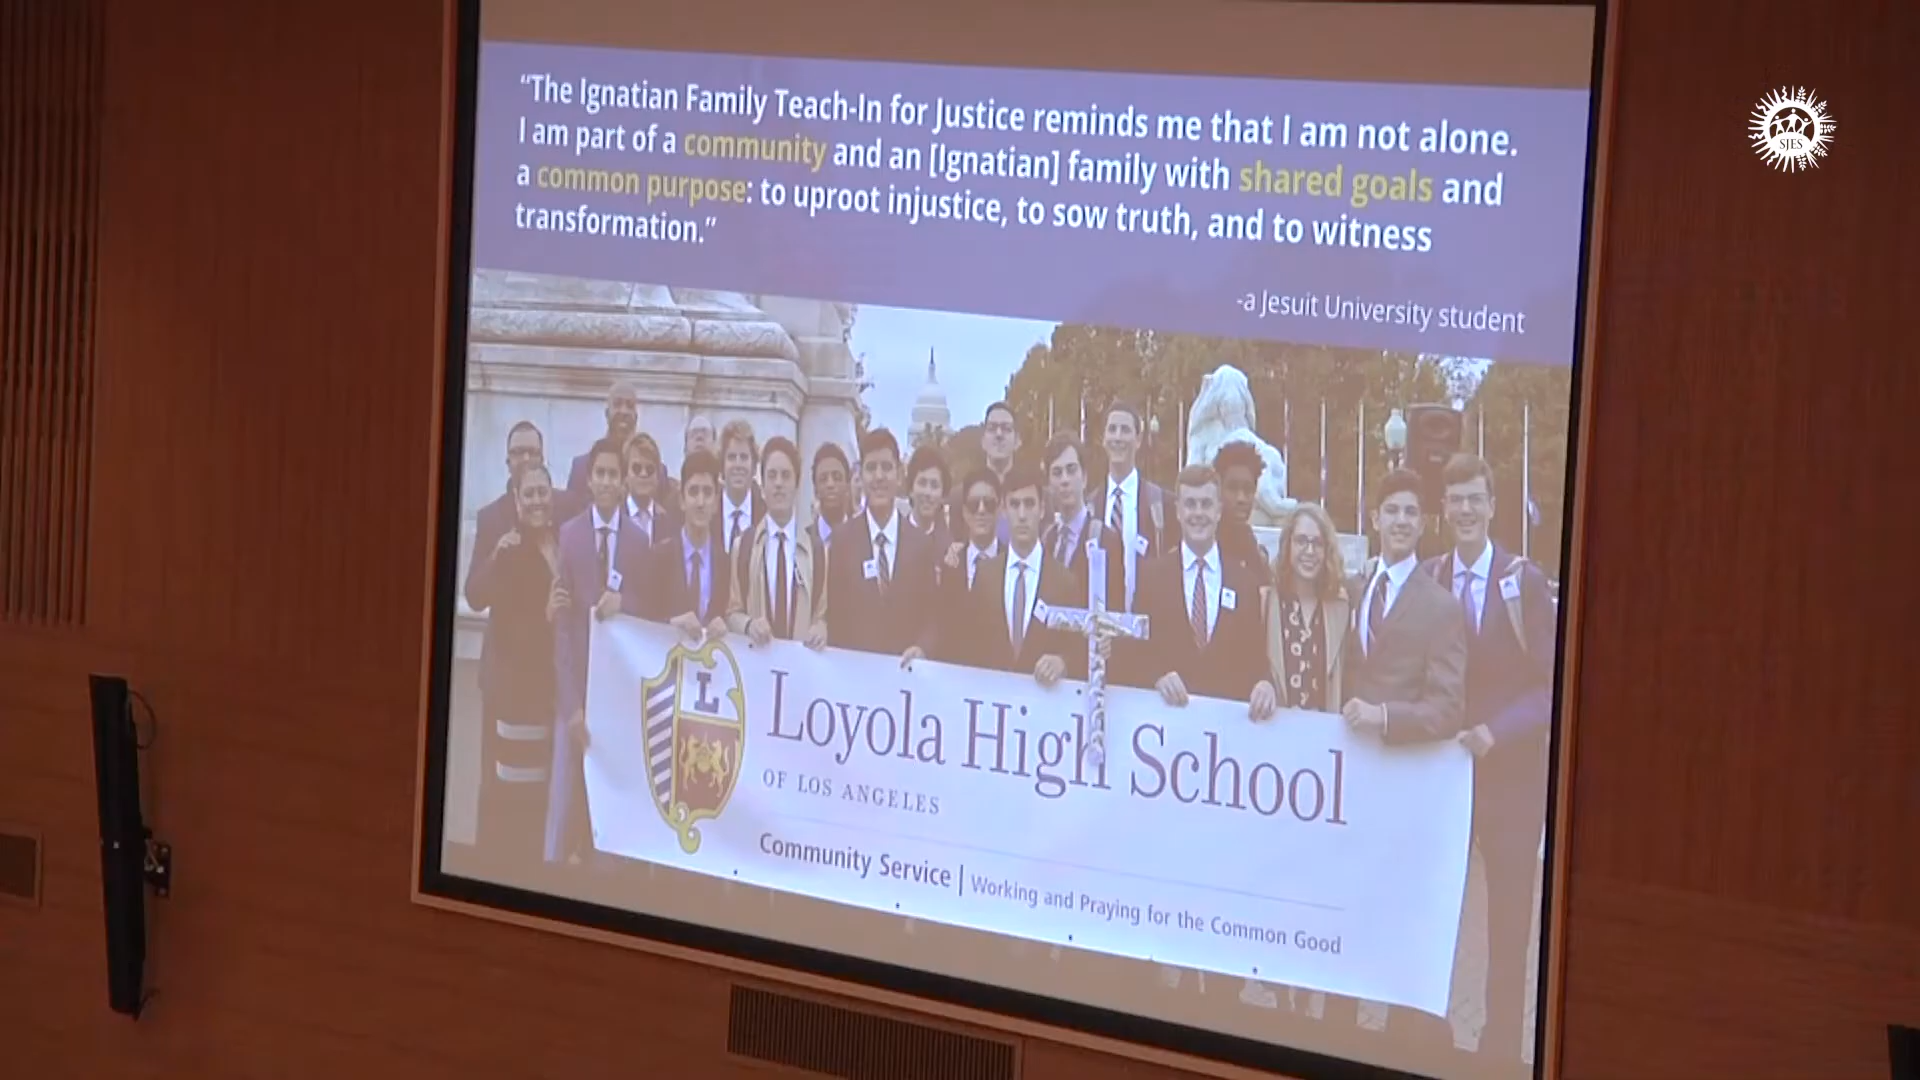 “The Ignatian Family Teach-In for Justice reminds me that I am not alone.
I am part of a community and an [Ignatian] family with shared goals and
a common purpose: to uproot injustice, to sow truth, and to witness
transformation.”
-a Jesuit University student
SJES
L
Loyola High School
OF LOS ANGELES
Community Service | Working and Praying for the Common Good